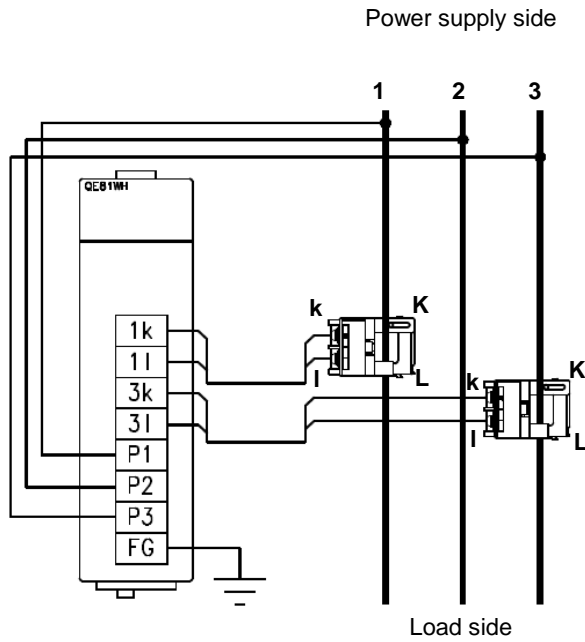 Power supply side
1 2 3
QE81WH
k K
1k
1l
l L
k K
3k
3l
l L
P1
P2
P3
FG
Load side